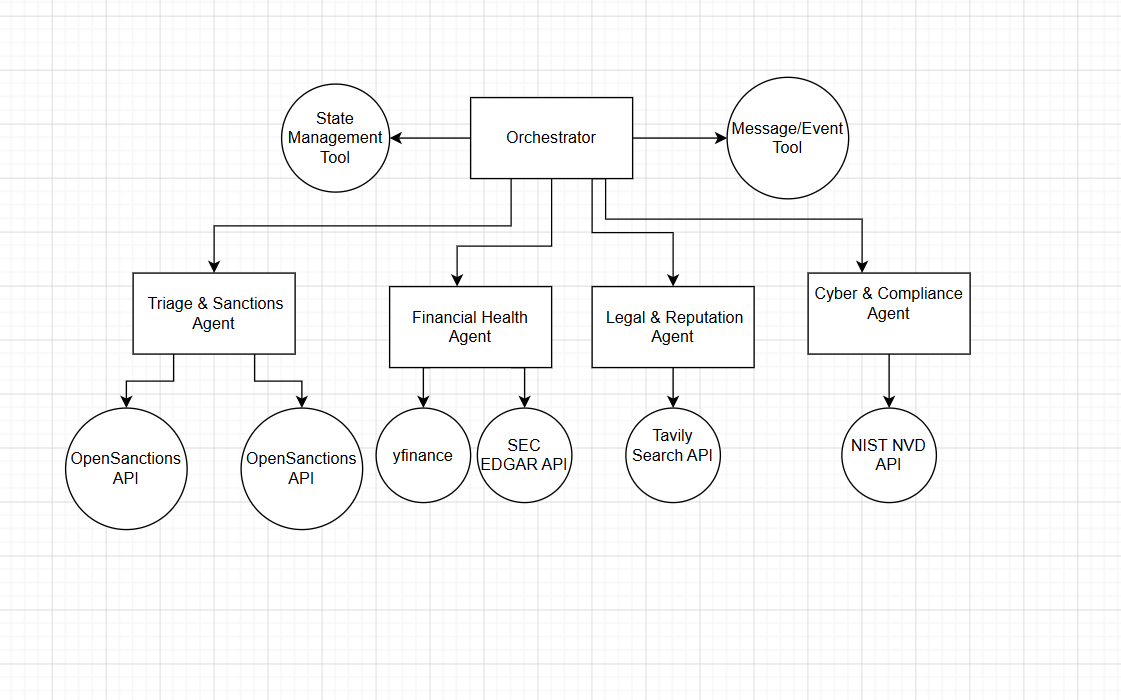 State
Management
Tool
Orchestrator
Message/Event
Tool
Triage & Sanctions
Agent
Financial Health
Agent
Legal & Reputation
Agent
Cyber & Compliance
Agent
OpenSanctions
API
OpenSanctions
API
yfinance
SEC
EDGAR API
Tavily
Search API
NIST NVD
API